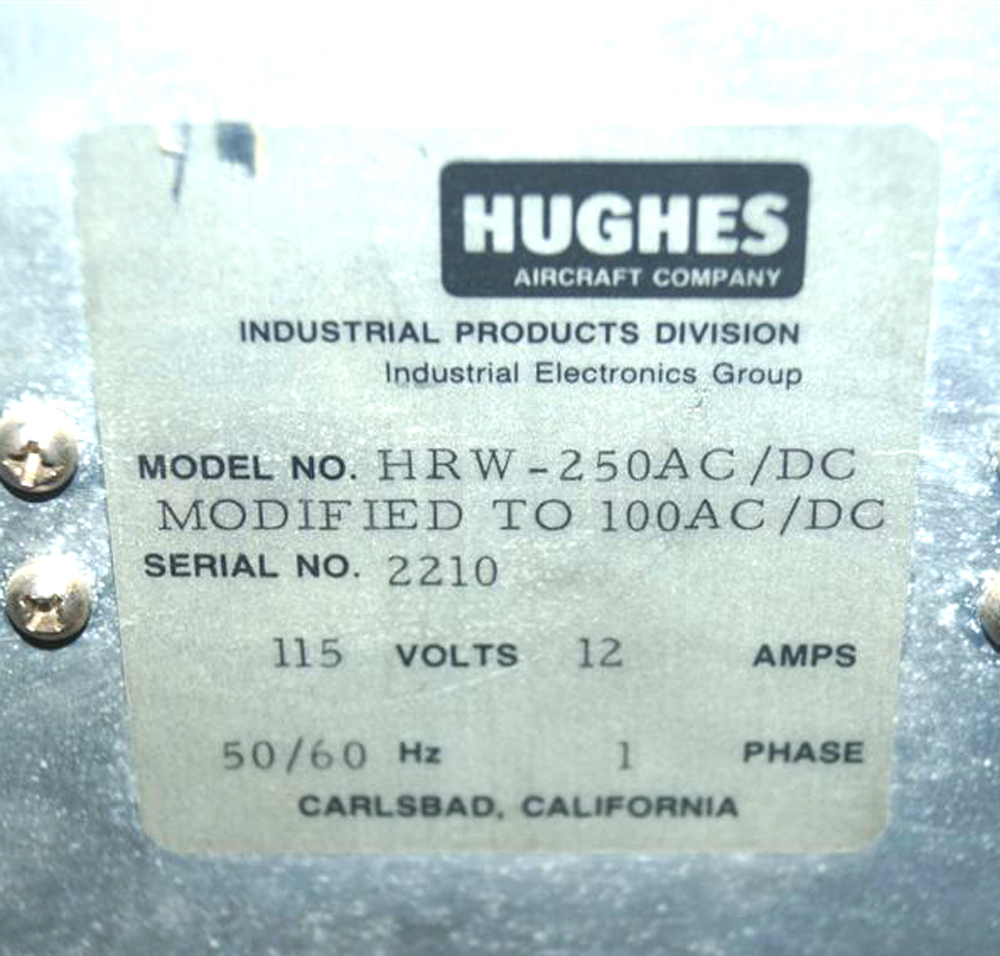 HUGHES
AIRCRAFT COMPANY
INDUSTRIAL PRODUCTS DIVISION
Industrial Electronics Group
MODEL NO. HRW-250AC/DC
MODIFIED TO 100AC/DC
SERIAL NO. 2210
115 VOLTS 12 AMPS
50/60 Hz 1 PHASE
CARLSBAD, CALIFORNIA